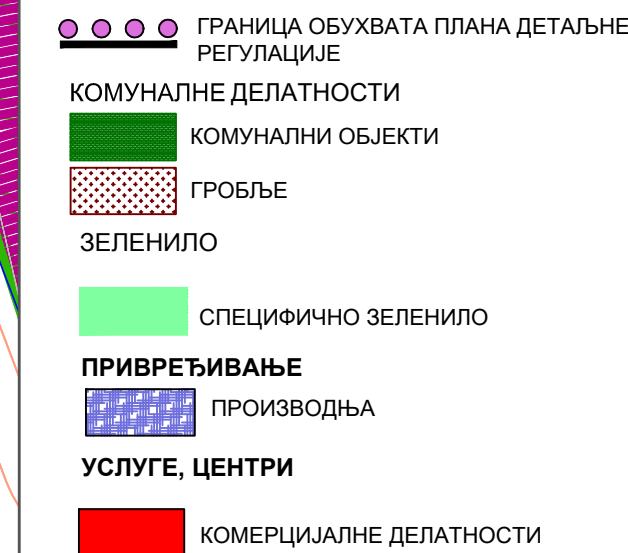 ГРАНИЦА ОБУХВАТА ПЛАНА ДЕТАЉНЕ
РЕГУЛАЦИЈЕ
КОМУНАЛНЕ ДЕЛАТНОСТИ
КОМУНАЛНИ ОБЈЕКТИ
ГРОБЉЕ
ЗЕЛЕНИЛО
СПЕЦИФИЧНО ЗЕЛЕНИЛО
ПРИВРЕЂИВАЊЕ
ПРОИЗВОДЊА
УСЛУГЕ, ЦЕНТРИ
КОМЕРЦИЈАЛНЕ ДЕЛАТНОСТИ